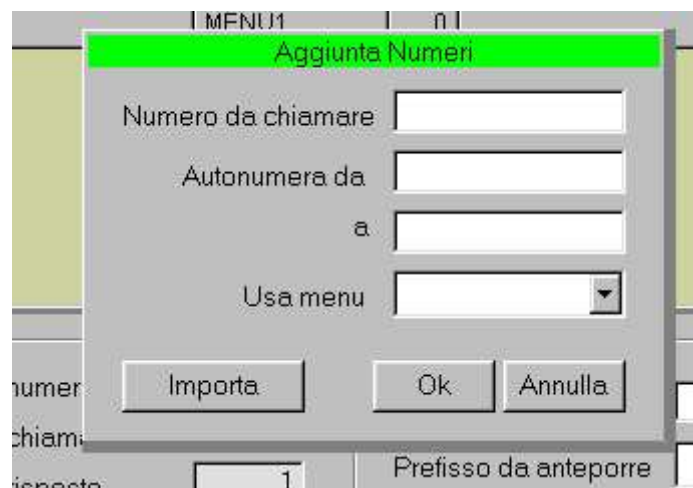 MENU1 0
Aggiunta Numeri
Numero da chiamare
Autonumera da
a
Usa menu
Importa Ok Annulla
1
Prefisso da anteporre